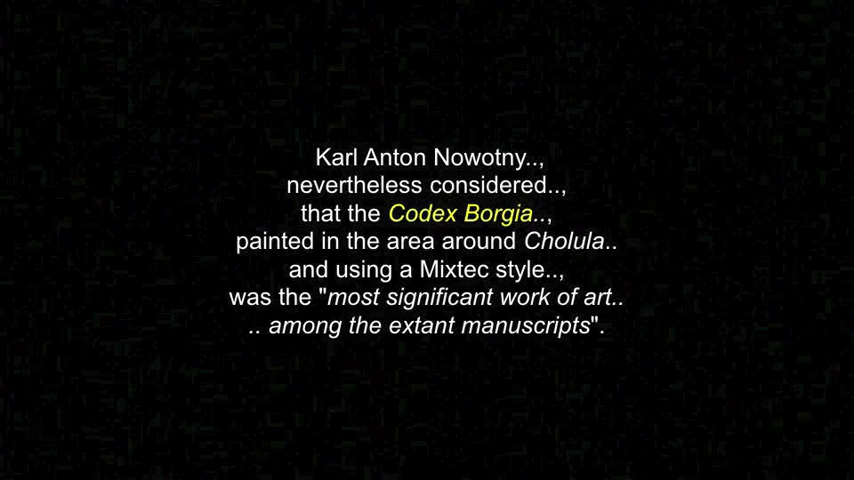 Karl Anton Nowotny..,
nevertheless considered..,
that the Codex Borgia..,
painted in the area around Cholula..
and using a Mixtec style..,
was the "most significant work of art..
.. among the extant manuscripts".